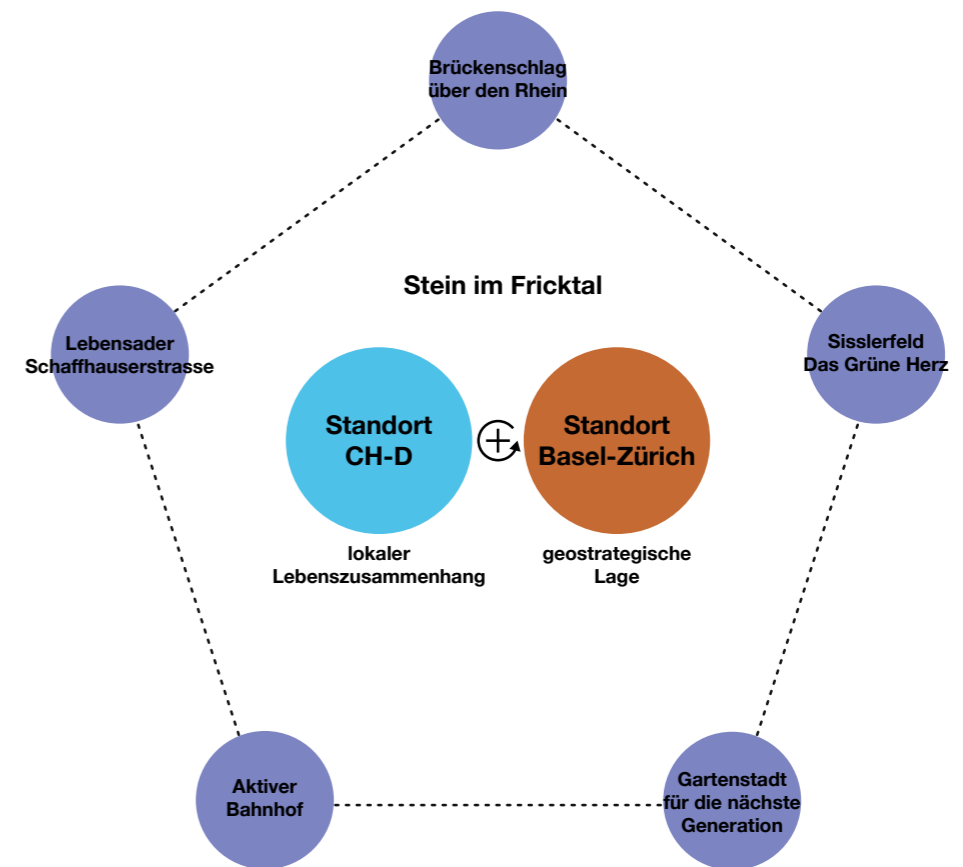 Brückenschlag
über den Rhein
Stein im Fricktal
Lebensader
Schaffhauserstrasse
Sisslerfeld
Das Grüne Herz
Standort
CH-D
Standort
Basel-Zürich
lokaler
Lebenszusammenhang
geostrategische
Lage
Aktiver
Bahnhof
Gartenstadt
für die nächste
Generation